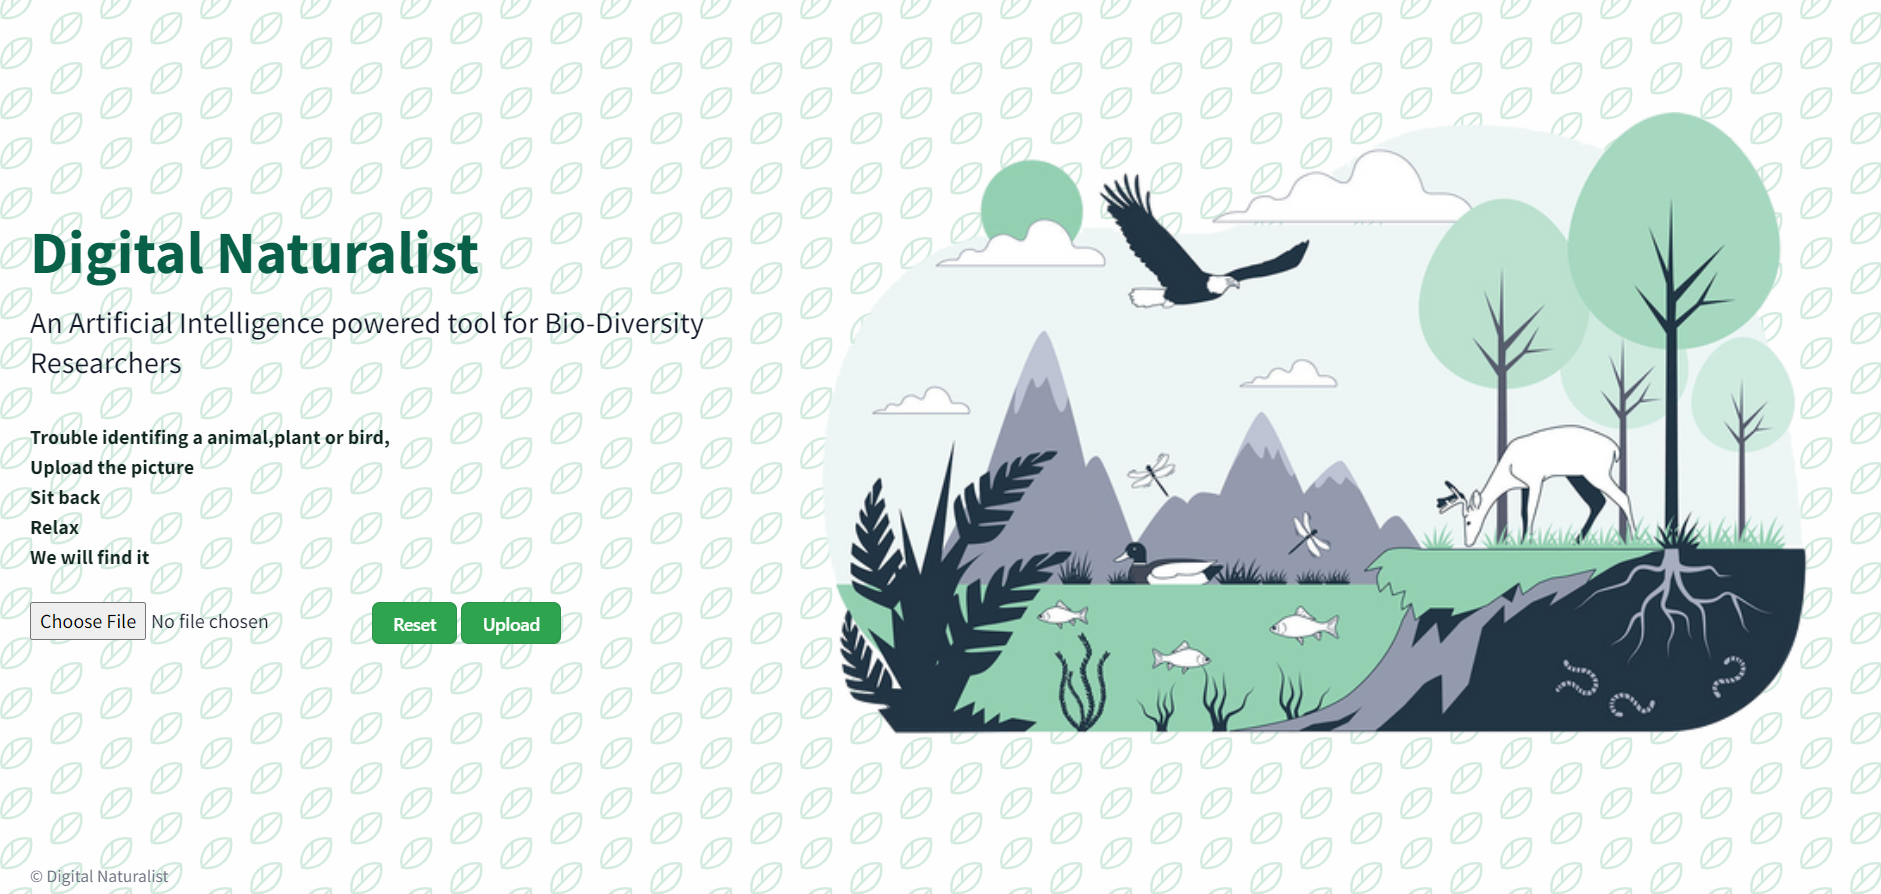 Digital Naturalist
An Artificial Intelligence powered tool for Bio-Diversity
Researchers
Trouble identifing a animal,plant or bird,
Upload the picture
Sit back
Relax
We will find it
Choose File No file chosen Reset Upload
© Digital Naturalist